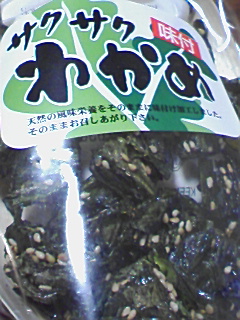 サクサク
わかめ
味付
天然の風味栄養をそのままに味付け加工しました。
そのままお召しあがり下さい。